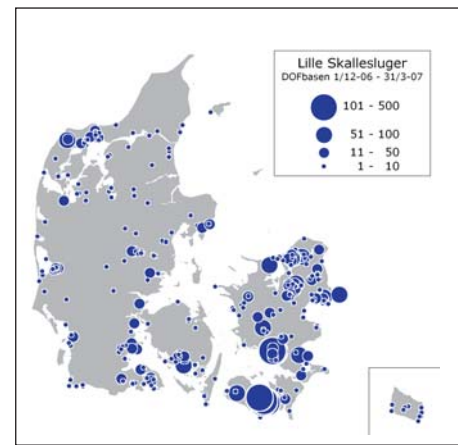 Lille Skallesluger
DOFbasen 1/12-06 - 31/3-07
101 - 500
51 - 100
11 - 50
1 - 10